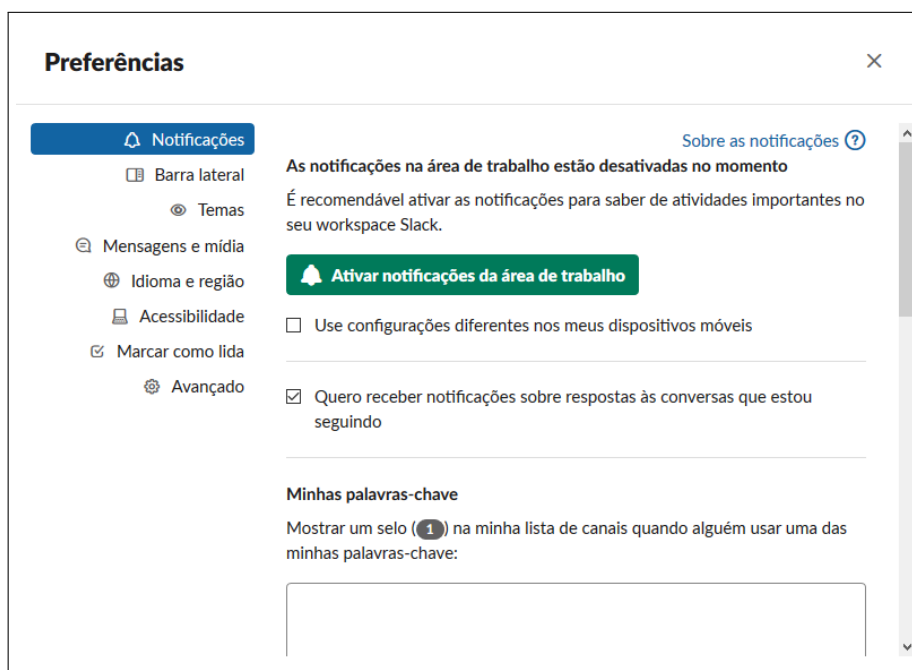 Preferências
Notificações
Barra lateral
Temas
Mensagens e mídia
Idioma e região
Acessibilidade
Marcar como lida
Avançado
Sobre as notificações
As notificações na área de trabalho estão desativadas no momento
É recomendável ativar as notificações para saber de atividades importantes no
seu workspace Slack.
Ativar notificações da área de trabalho
Use configurações diferentes nos meus dispositivos móveis
Quero receber notificações sobre respostas às conversas que estou
seguindo
Minhas palavras-chave
Mostrar um selo (1) na minha lista de canais quando alguém usar uma das
minhas palavras-chave: